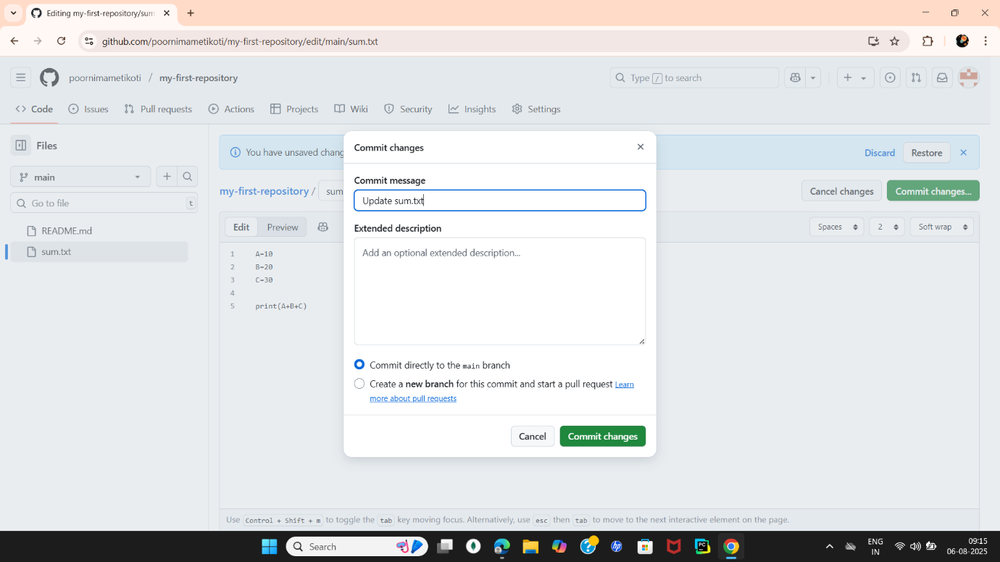 Editing my-first-repository/sum
github.com/poornimametikoti/my-first-repository/edit/main/sum.txt
poornimametikoti / my-first-repository
Type / to search
Code Issues Pull requests Actions Projects Wiki Security Insights Settings
Files
main
Go to file
t
README.md
sum.txt
You have unsaved chang
Discard Restore
my-first-repository / sum
Cancel changes Commit changes...
Edit Preview
Spaces 2 Soft wrap
1 A=10
2 B=20
3 C=30
4
5 print(A+B+C)
Commit changes
Commit message
Update sum.txt
Extended description
Add an optional extended description...
Commit directly to the main branch
Create a new branch for this commit and start a pull request Learn
more about pull requests
Cancel Commit changes
Use Control + Shift + m to toggle the tab key moving focus. Alternatively, use esc then tab to move to the next interactive element on the page.
Search
PC
hp
ENG
IN
09:15
06-08-2025